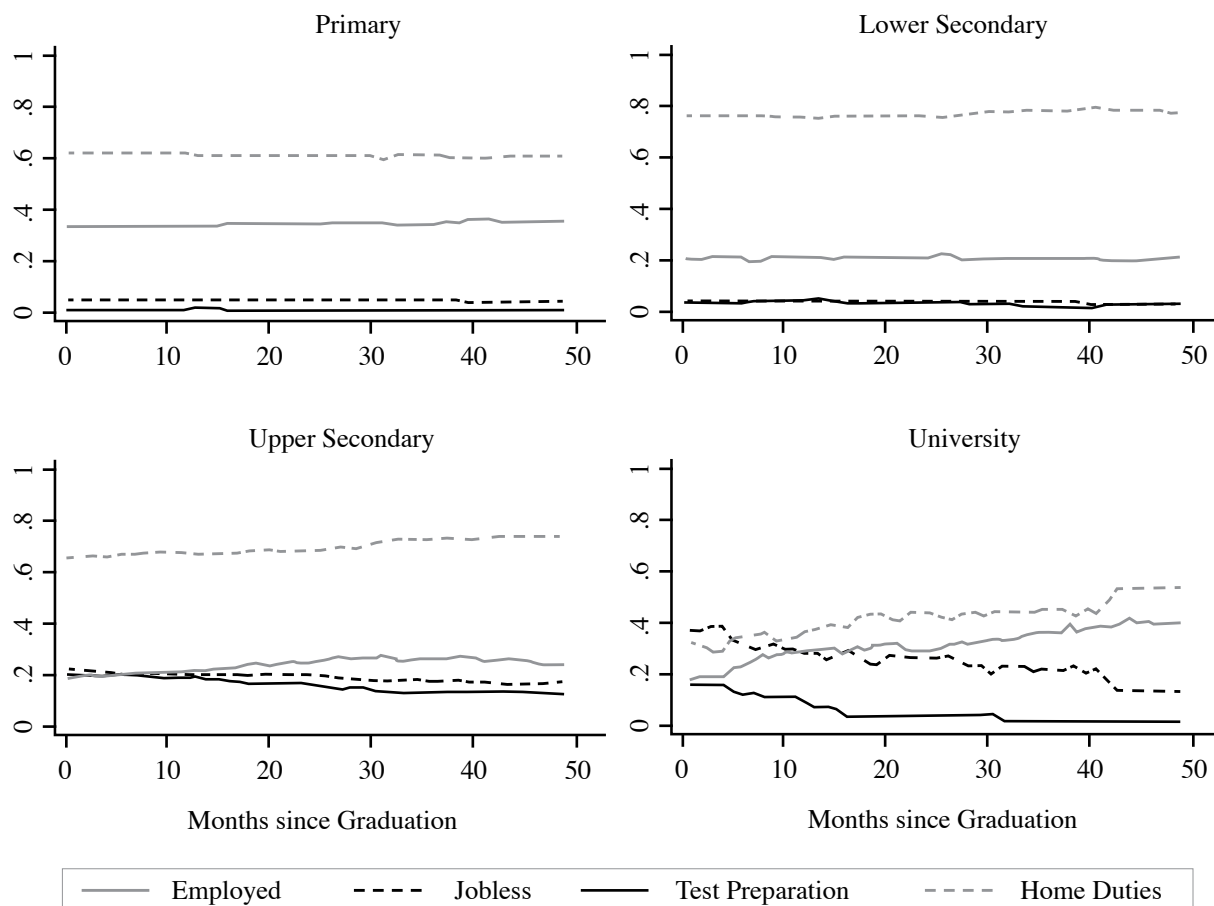 Primary
1
.8
.6
.4
.2
0
0 10 20 30 40 50
Lower Secondary
1
.8
.6
.4
.2
0
0 10 20 30 40 50
Upper Secondary
1
.8
.6
.4
.2
0
0 10 20 30 40 50
Months since Graduation
University
1
.8
.6
.4
.2
0
0 10 20 30 40 50
Months since Graduation
Employed Jobless Test Preparation Home Duties